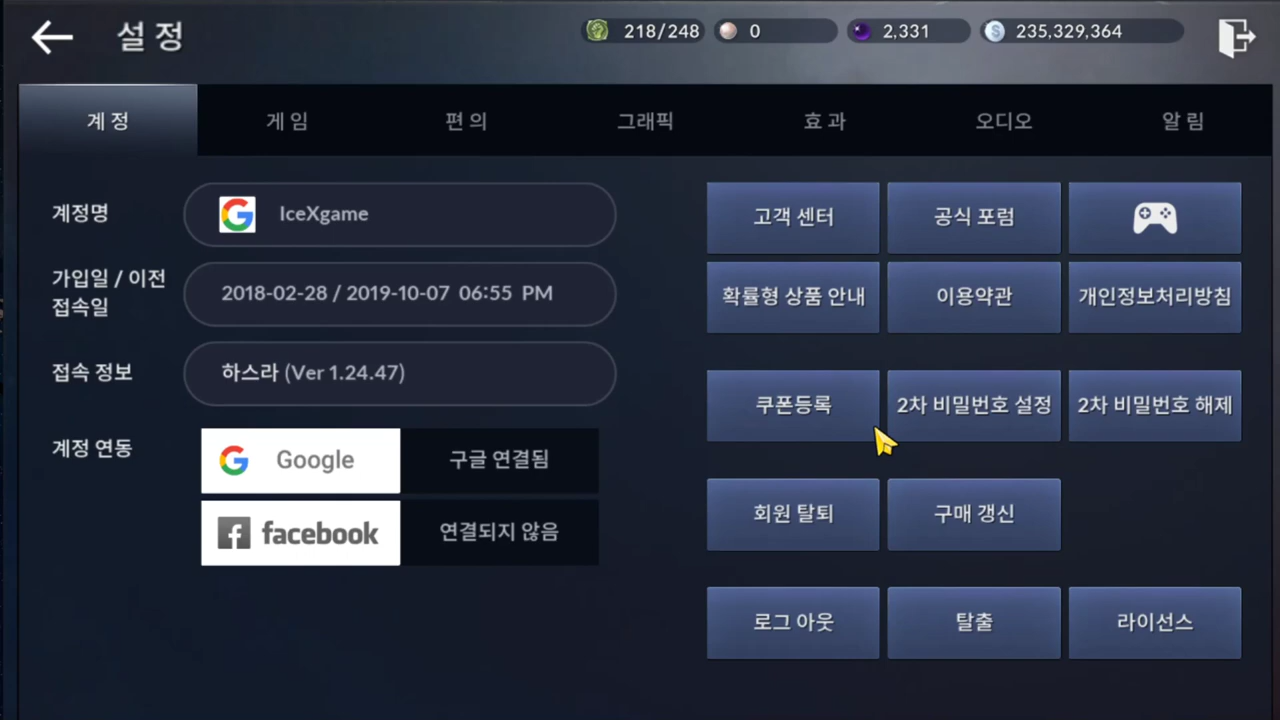 설정
218/248
0
2,331
235,329,364
계정
게임
편의
그래픽
효과
오디오
알림
계정명
IceXgame
가입일 / 이전
접속일
2018-02-28 / 2019-10-07 06:55 PM
접속 정보
하스라 (Ver 1.24.47)
계정 연동
Google
구글 연결됨
facebook
연결되지 않음
고객 센터
공식 포럼
확률형 상품 안내
이용약관
개인정보처리방침
쿠폰등록
2차 비밀번호 설정
2차 비밀번호 해제
회원 탈퇴
구매 갱신
로그 아웃
탈출
라이선스